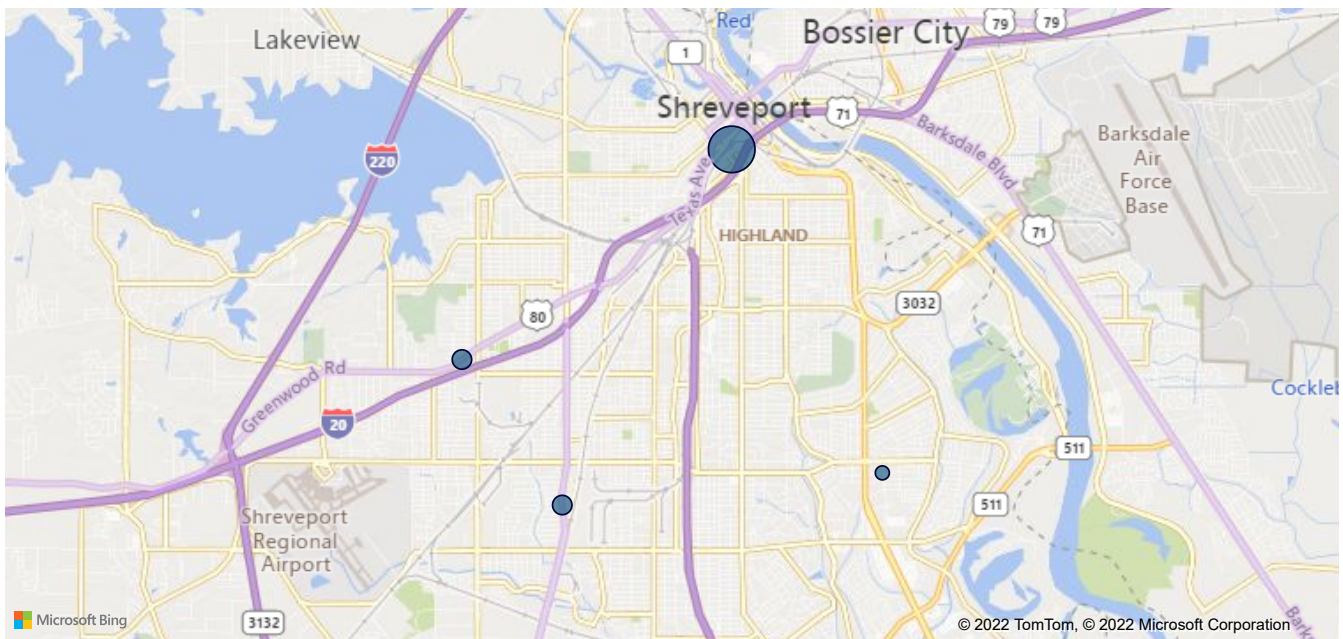 Red
79
79
Bossier City
Lakeview
1
Shreveport
71
Barksdale Blvd
Barksdale
Air
Force
Base
220
Texas Ave
71
HIGHLAND
3032
80
Greenwood Rd
20
511
511
Shreveport
Regional
Airport
3132
Microsoft Bing
© 2022 TomTom, © 2022 Microsoft Corporation